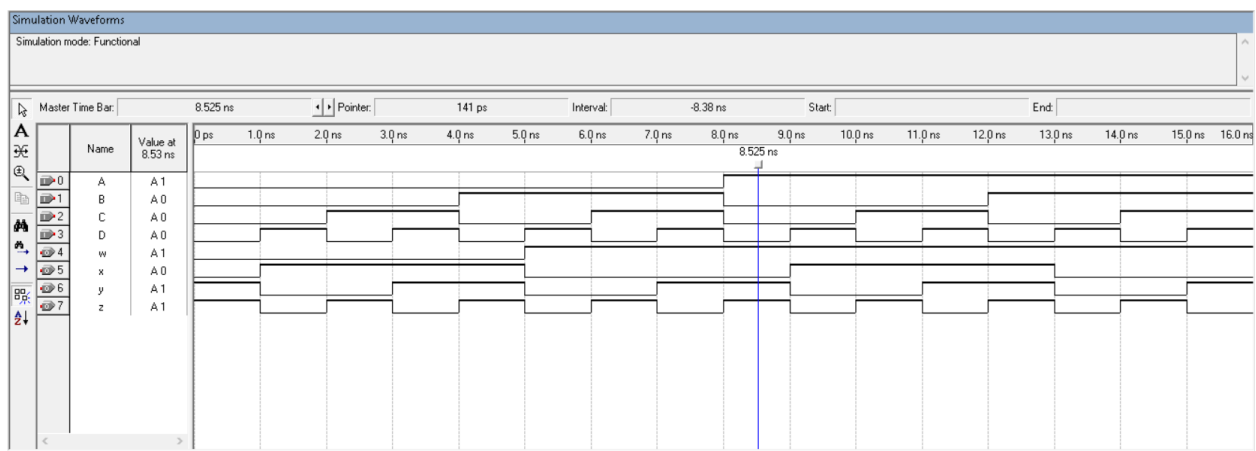 Simulation Waveforms
Simulation mode: Functional
Master Time Bar: 8.525 ns Pointer: 141 ps Interval: -8.38 ns Start: End:
Name Value at 8.53 ns 0 ps 1.0 ns 2.0 ns 3.0 ns 4.0 ns 5.0 ns 6.0 ns 7.0 ns 8.0 ns 9.0 ns 10.0 ns 11.0 ns 12.0 ns 13.0 ns 14.0 ns 15.0 ns 16.0 ns
8.525 ns
0 A A 1
1 B A 0
2 C A 0
3 D A 0
4 w A 1
5 x A 0
6 y A 1
7 z A 1